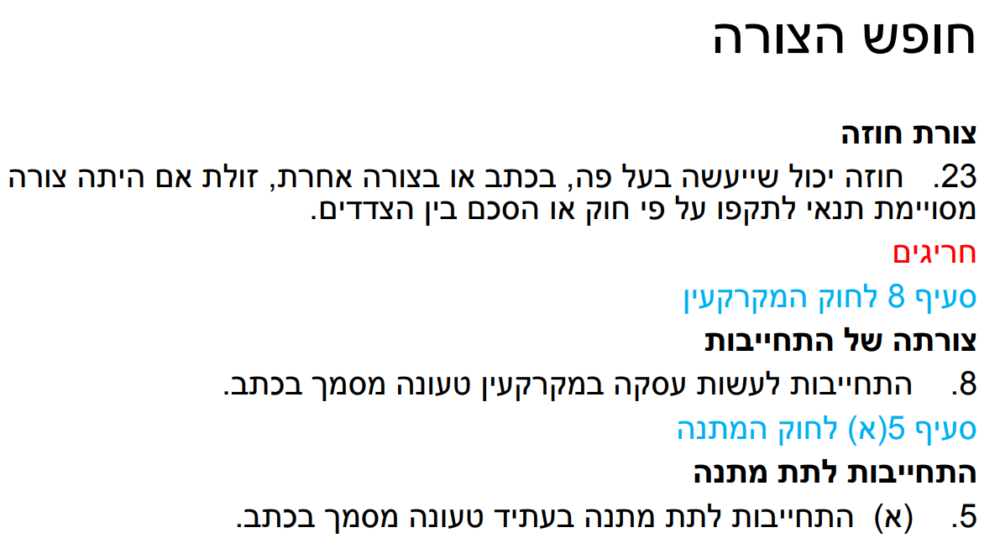 חופש הצורה
צורת חוזה
23. חוזה יכול שייעשה בעל פה, בכתב או בצורה אחרת, זולת אם היתה צורה
מסויימת תנאי לתקפו על פי חוק או הסכם בין הצדדים.
חריגים
סעיף 8 לחוק המקרקעין
צורתה של התחייבות
8. התחייבות לעשות עסקה במקרקעין טעונה מסמך בכתב.
סעיף 5(א) לחוק המתנה
התחייבות לתת מתנה
5. (א) התחייבות לתת מתנה בעתיד טעונה מסמך בכתב.